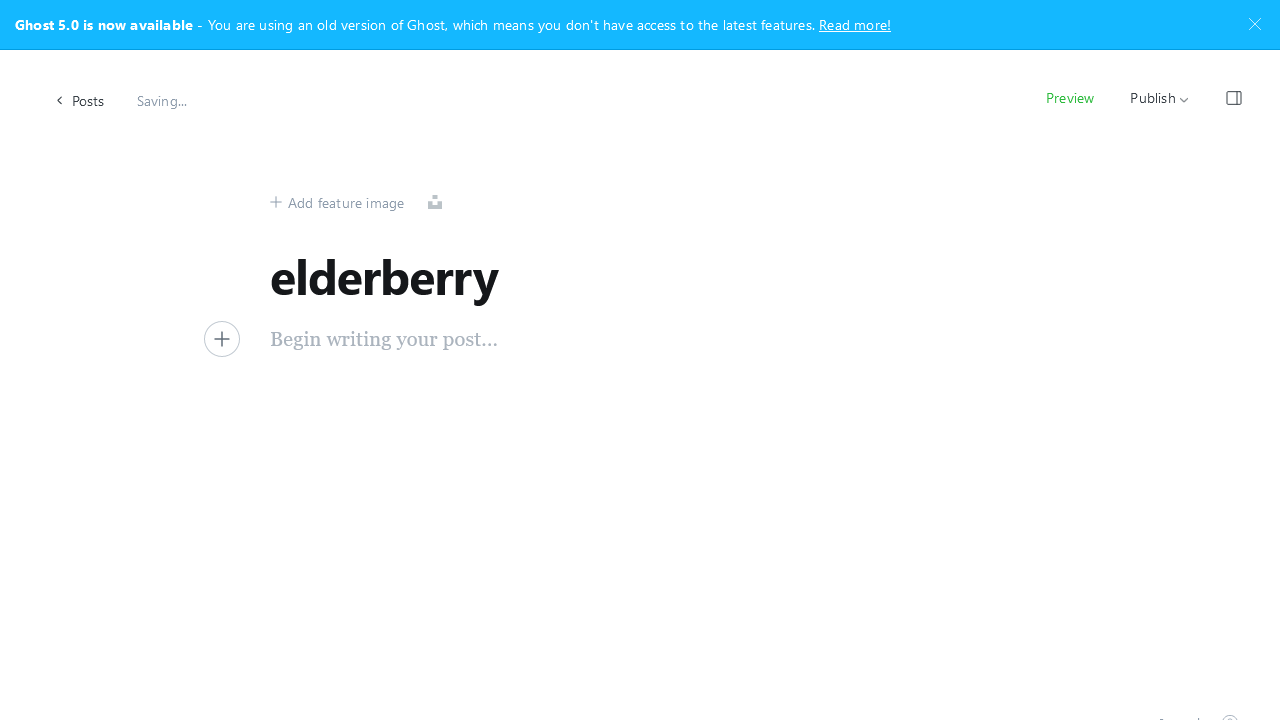 Ghost 5.0 is now available - You are using an old version of Ghost, which means you don't have access to the latest features. Read more!
Posts
Saving...
Preview
Publish
Add feature image
elderberry
Begin writing your post...